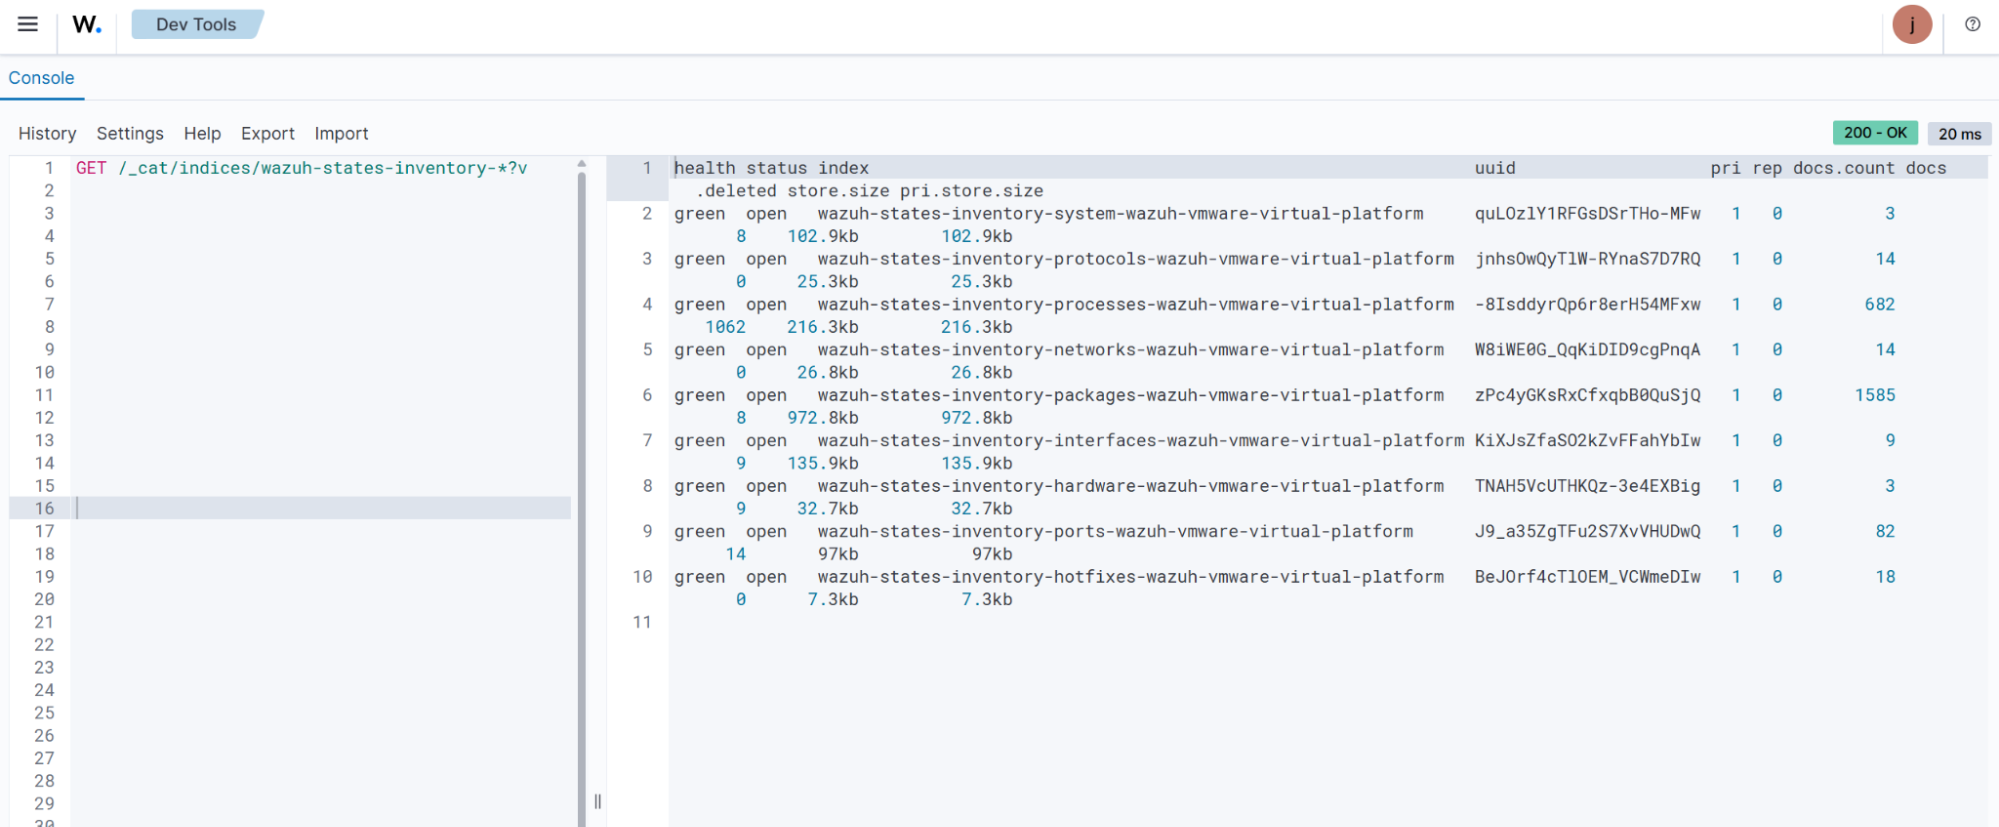 W.
Dev Tools
j
Console
History Settings Help Export Import
200 - OK 20 ms
1 GET /_cat/indices/wazuh-states-inventory-*?v
2
3
4
5
6
7
8
9
10
11
12
13
14
15
16
17
18
19
20
21
22
23
24
25
26
27
28
29
30
1 health status index uuid pri rep docs.count docs
.deleted store.size pri.store.size
2 green open wazuh-states-inventory-system-wazuh-vmware-virtual-platform quLOzlY1RFGsDSrTHo-MFw 1 0 3
8 102.9kb 102.9kb
3 green open wazuh-states-inventory-protocols-wazuh-vmware-virtual-platform jnhsOwQyTlW-RYnaS7D7RQ 1 0 14
0 25.3kb 25.3kb
4 green open wazuh-states-inventory-processes-wazuh-vmware-virtual-platform -8IsddyrQp6r8erH54MFxw 1 0 682
1062 216.3kb 216.3kb
5 green open wazuh-states-inventory-networks-wazuh-vmware-virtual-platform W8iWE0G_QqKiDID9cgPnqA 1 0 14
0 26.8kb 26.8kb
6 green open wazuh-states-inventory-packages-wazuh-vmware-virtual-platform zPc4yGKsRxCfxqbB0QuSjQ 1 0 1585
8 972.8kb 972.8kb
7 green open wazuh-states-inventory-interfaces-wazuh-vmware-virtual-platform KiXJsZfaSO2kZvFFahYbIw 1 0 9
9 135.9kb 135.9kb
8 green open wazuh-states-inventory-hardware-wazuh-vmware-virtual-platform TNAH5VcUTHKQz-3e4EXBig 1 0 3
9 32.7kb 32.7kb
9 green open wazuh-states-inventory-ports-wazuh-vmware-virtual-platform J9_a35ZgTFu2S7XvVHUDwQ 1 0 82
14 97kb 97kb
10 green open wazuh-states-inventory-hotfixes-wazuh-vmware-virtual-platform BeJOrf4cTlOEM_VCWmeDIw 1 0 18
0 7.3kb 7.3kb
11